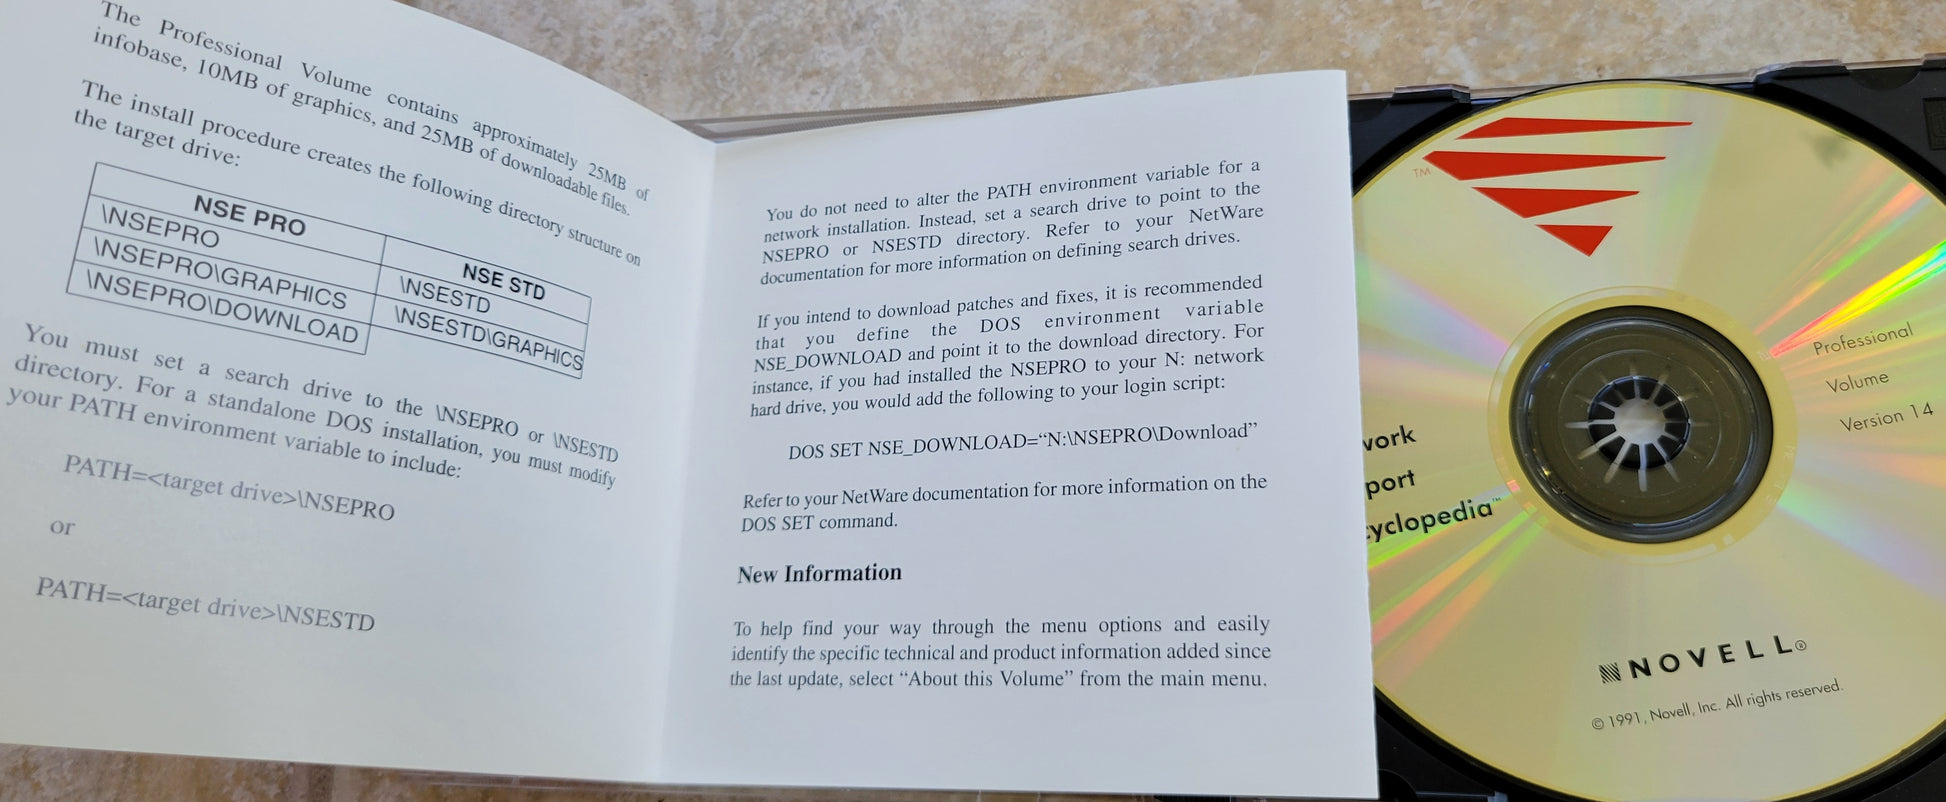 The Professional Volume contains approximately 25MB of
infobase, 10MB of graphics, and 25MB of downloadable files.
The install procedure creates the following directory structure on
the target drive:
NSE PRO NSE STD
\NSEPRO \NSESTD
\NSEPRO\GRAPHICS \NSESTD\GRAPHICS
\NSEPRO\DOWNLOAD
You must set a search drive to the \NSEPRO or \NSESTD
directory. For a standalone DOS installation, you must modify
your PATH environment variable to include:
PATH=<target drive>\NSEPRO
or
PATH=<target drive>\NSESTD
You do not need to alter the PATH environment variable for a
network installation. Instead, set a search drive to point to the
NSEPRO or NSESTD directory. Refer to your NetWare
documentation for more information on defining search drives.
If you intend to download patches and fixes, it is recommended
that you define the DOS environment variable
NSE_DOWNLOAD and point it to the download directory. For
instance, if you had installed the NSEPRO to your N: network
hard drive, you would add the following to your login script:
DOS SET NSE_DOWNLOAD=“N:\NSEPRO\Download”
Refer to your NetWare documentation for more information on the
DOS SET command.
New Information
To help find your way through the menu options and easily
identify the specific technical and product information added since
the last update, select “About this Volume” from the main menu.
TM
work
port
cyclopedia™
Professional
Volume
Version 14
NOVELL®
© 1991, Novell, Inc. All rights reserved.